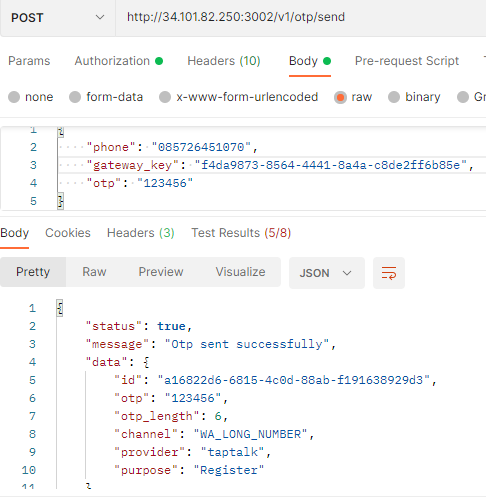 POST http://34.101.82.250:3002/v1/otp/send
Params Authorization Headers (10) Body Pre-request Script
none form-data x-www-form-urlencoded raw binary Gr
1 {
2 "phone": "085726451070",
3 "gateway_key": "f4da9873-8564-4441-8a4a-c8de2ff6b85e",
4 "otp": "123456"
5 }
Body Cookies Headers (3) Test Results (5/8)
Pretty Raw Preview Visualize JSON
1 {
2 "status": true,
3 "message": "Otp sent successfully",
4 "data": {
5 "id": "a16822d6-6815-4c0d-88ab-f191638929d3",
6 "otp": "123456",
7 "otp_length": 6,
8 "channel": "WA_LONG_NUMBER",
9 "provider": "taptalk",
10 "purpose": "Register"
11 }